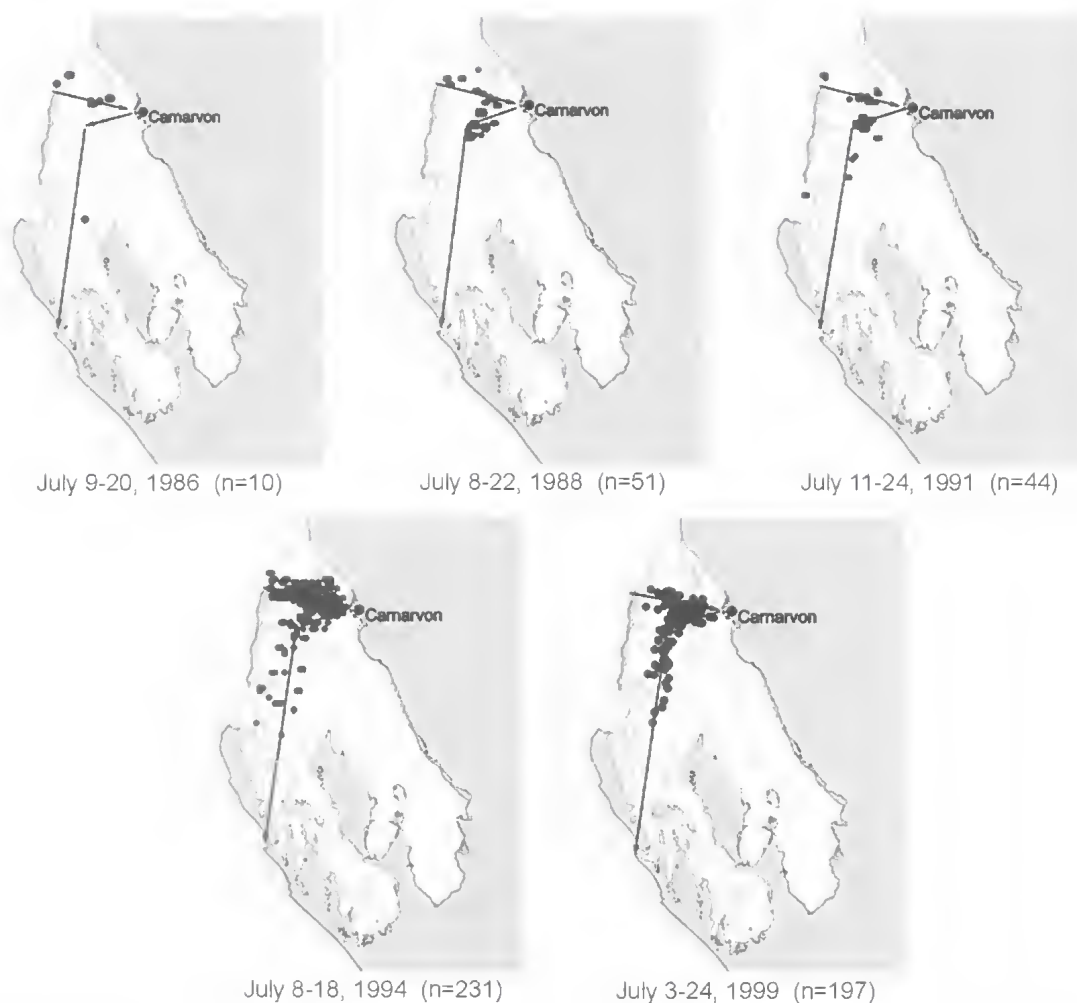 Carnarvon
Carnarvon
Carnarvon
July 9-20, 1986 (n=10)
July 8-22, 1988 (n=51)
July 11-24, 1991 (n=44)
Carnarvon
Carnarvon
July 8-18, 1994 (n=231)
July 3-24, 1999 (n=197)